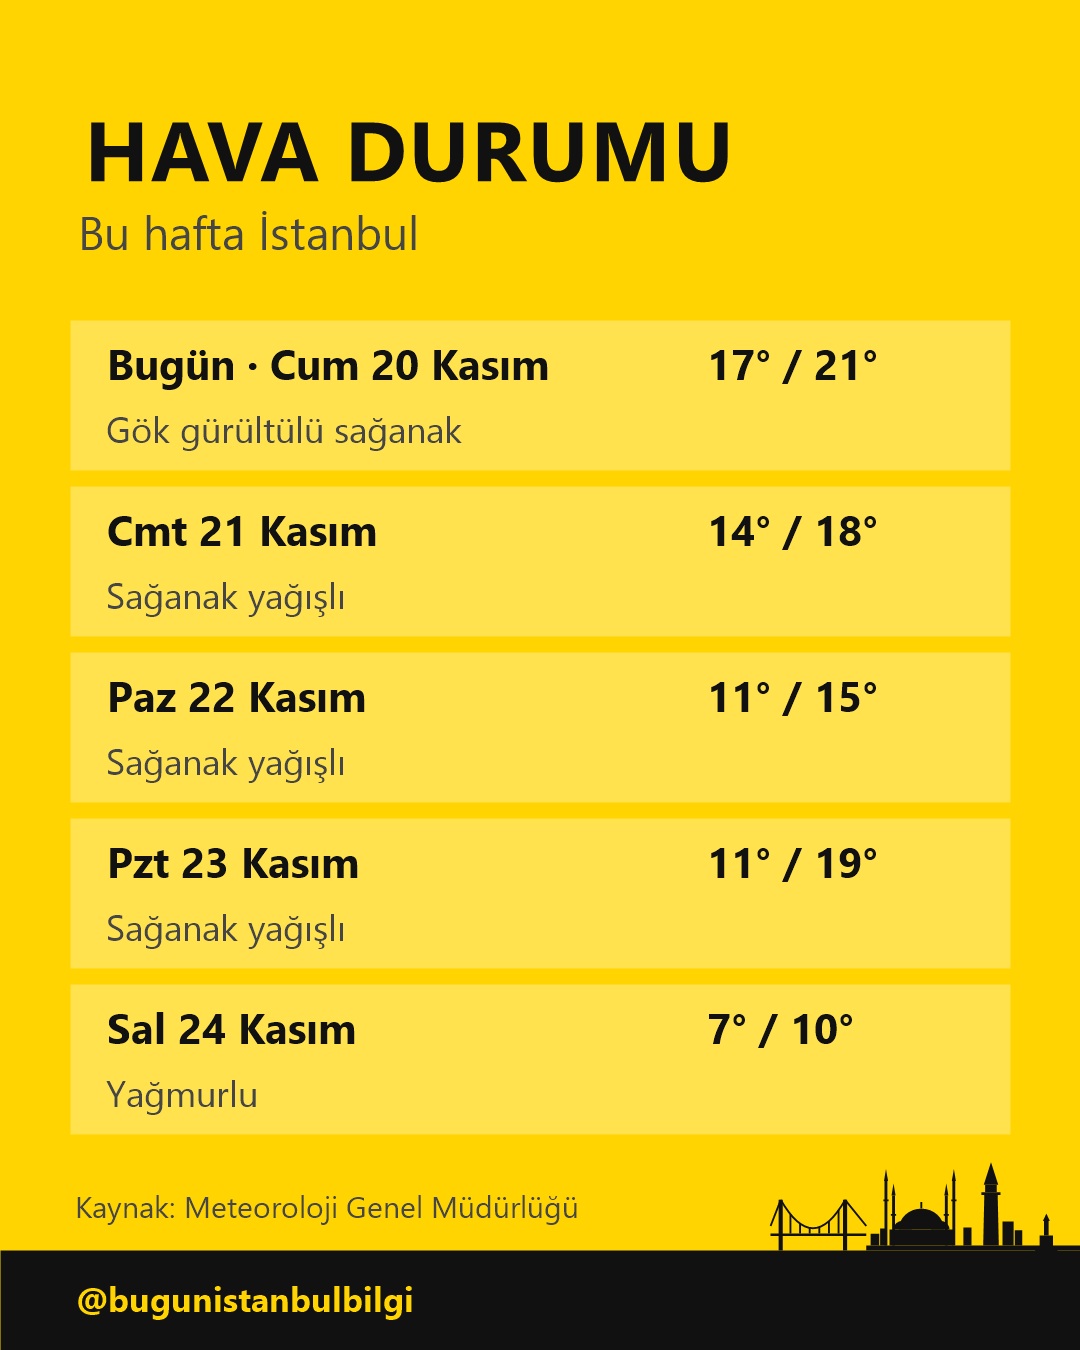 HAVA DURUMU
Bu hafta İstanbul
Bugün · Cum 20 Kasım 17° / 21°
Gök gürültülü sağanak
Cmt 21 Kasım 14° / 18°
Sağanak yağışlı
Paz 22 Kasım 11° / 15°
Sağanak yağışlı
Pzt 23 Kasım 11° / 19°
Sağanak yağışlı
Sal 24 Kasım 7° / 10°
Yağmurlu
Kaynak: Meteoroloji Genel Müdürlüğü
@bugunistanbulbilgi